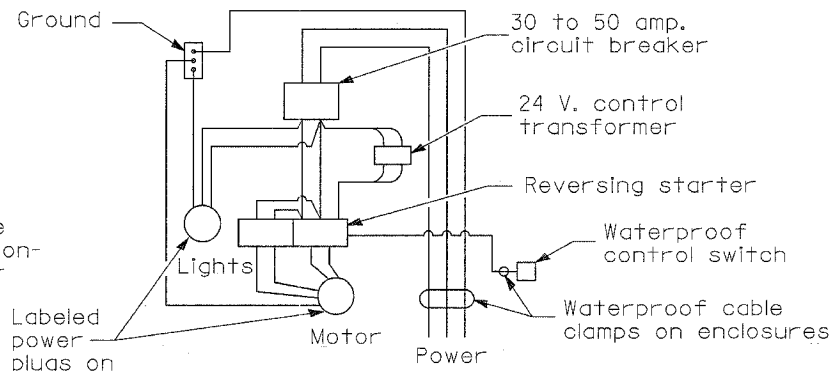 Ground
30 to 50 amp.
circuit breaker
24 V. control
transformer
Reversing starter
Waterproof
control switch
Lights
Waterproof cable
clamps on enclosures
Labeled
power
plugs on
Motor
Power